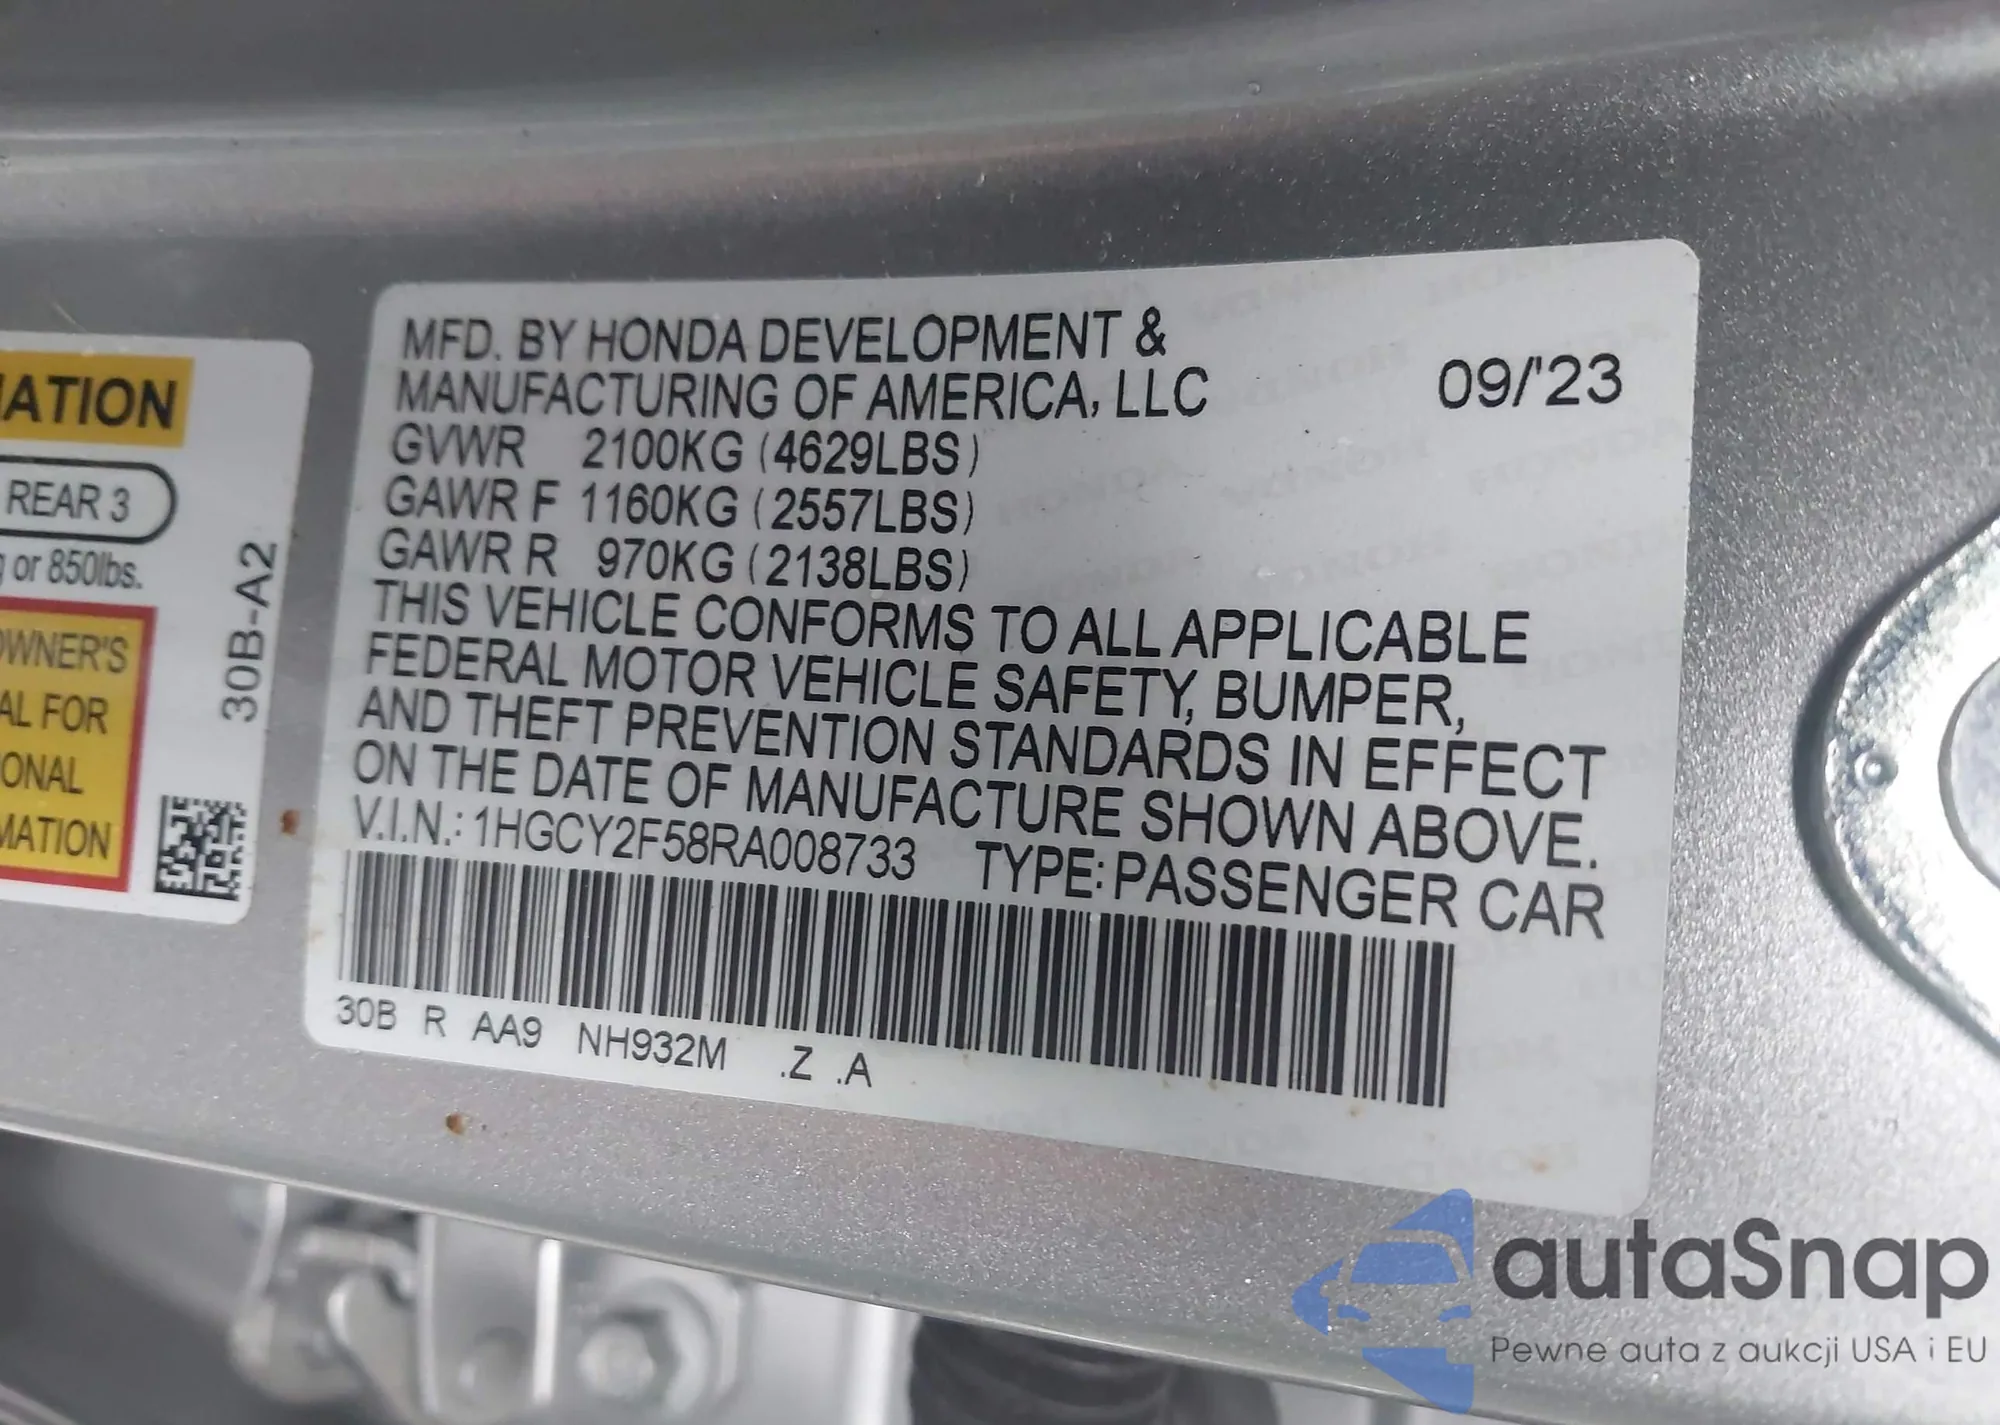 MATION
REAR 3
g or 850lbs.
OWNER'S
AL FOR
ONAL
MATION
30B-A2
MFD. BY HONDA DEVELOPMENT &
MANUFACTURING OF AMERICA, LLC 09/'23
GVWR 2100KG (4629LBS)
GAWR F 1160KG (2557LBS)
GAWR R 970KG (2138LBS)
THIS VEHICLE CONFORMS TO ALL APPLICABLE
FEDERAL MOTOR VEHICLE SAFETY, BUMPER,
AND THEFT PREVENTION STANDARDS IN EFFECT
ON THE DATE OF MANUFACTURE SHOWN ABOVE.
V.I.N.: 1HGCY2F58RA008733 TYPE: PASSENGER CAR
30B R AA9 NH932M .Z .A
autaSnap
Pewne auta z aukcji USA i EU